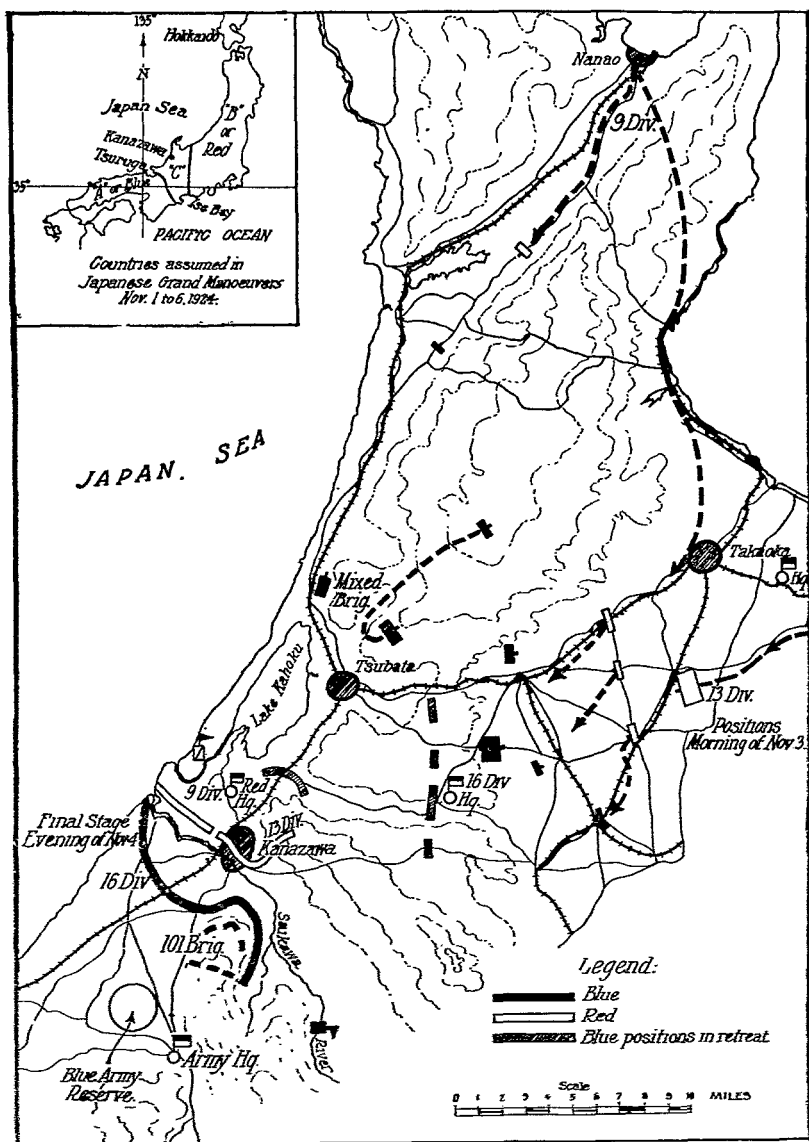 135°
Hokkaido
N
Japan Sea
"B"
or
Red
Kanazawa
Tsuruga
"C"
35°
"A" or Blue
35°
Ise Bay
PACIFIC OCEAN
Countries assumed in
Japanese Grand Manoeuvers
Nov. 1 to 6, 1924.
Nanao
9 Div.
JAPAN. SEA
Takaoka
Hq
Mixed
Brig.
Tsubata
Lake Kahoku
13 Div.
Positions
Morning of Nov 3.
9 Div.
Red
Hq.
16 Div
Hq.
Final Stage
Evening of Nov 4
13 Div.
Kanazawa
16 Div
101 Brig.
Saikawa
River
Army Hq.
Blue Army
Reserve.
Legend:
Blue
Red
Blue positions in retreat
Scale
0 1 2 3 4 5 6 7 8 9 10 MILES